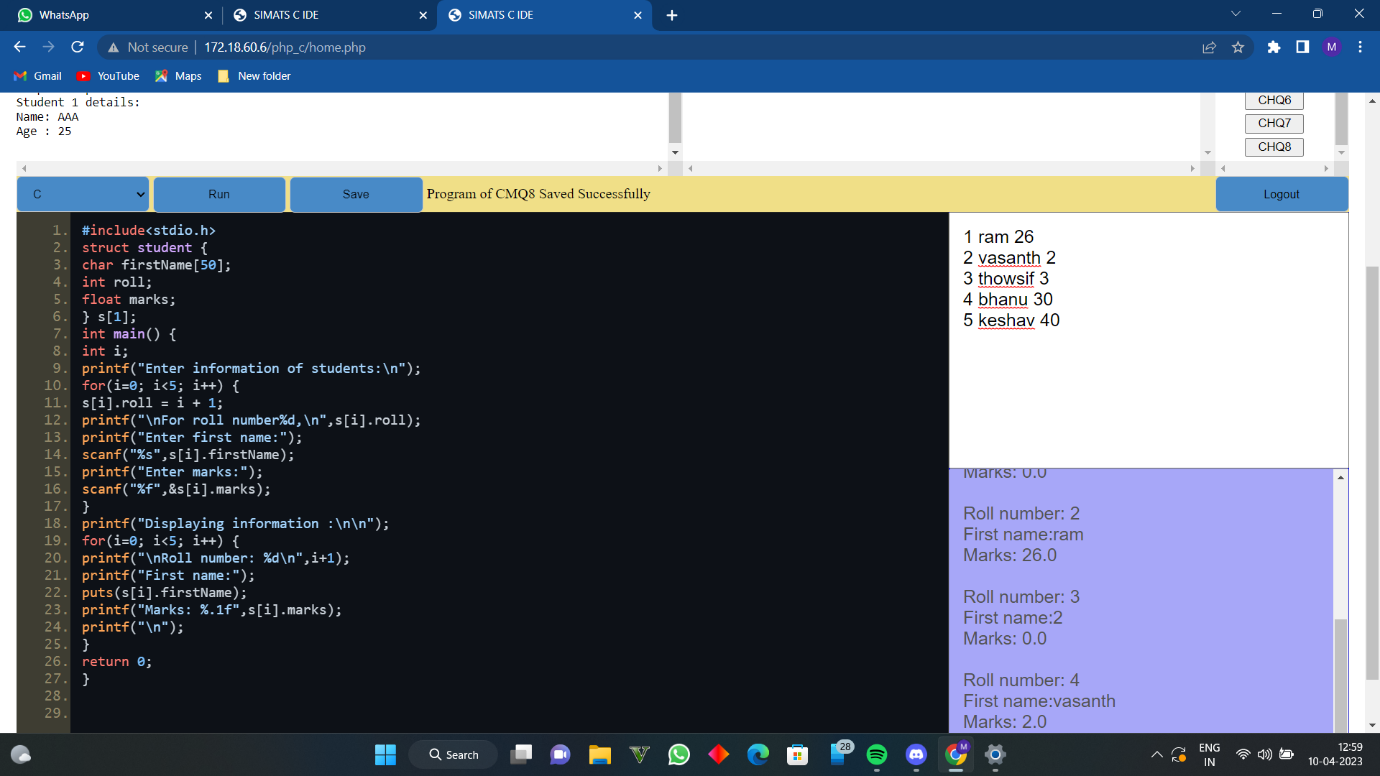 WhatsApp
SIMATS C IDE
SIMATS C IDE
Not secure
172.18.60.6/php_c/home.php
M
Gmail
YouTube
Maps
New folder
Student 1 details:
Name: AAA
Age : 25
CHQ6
CHQ7
CHQ8
C
Run
Save
Program of CMQ8 Saved Successfully
Logout
1. #include<stdio.h>
2. struct student {
3. char firstName[50];
4. int roll;
5. float marks;
6. } s[1];
7. int main() {
8. int i;
9. printf("Enter information of students:\n");
10. for(i=0; i<5; i++) {
11. s[i].roll = i + 1;
12. printf("\nFor roll number%d,\n",s[i].roll);
13. printf("Enter first name:");
14. scanf("%s",s[i].firstName);
15. printf("Enter marks:");
16. scanf("%f",&s[i].marks);
17. }
18. printf("Displaying information :\n\n");
19. for(i=0; i<5; i++) {
20. printf("\nRoll number: %d\n",i+1);
21. printf("First name:");
22. puts(s[i].firstName);
23. printf("Marks: %.1f",s[i].marks);
24. printf("\n");
25. }
26. return 0;
27. }
28.
29.
1 ram 26
2 vasanth 2
3 thowsif 3
4 bhanu 30
5 keshav 40
Marks: 0.0
Roll number: 2
First name:ram
Marks: 26.0
Roll number: 3
First name:2
Marks: 0.0
Roll number: 4
First name:vasanth
Marks: 2.0
Search
28
M
ENG
IN
12:59
10-04-2023